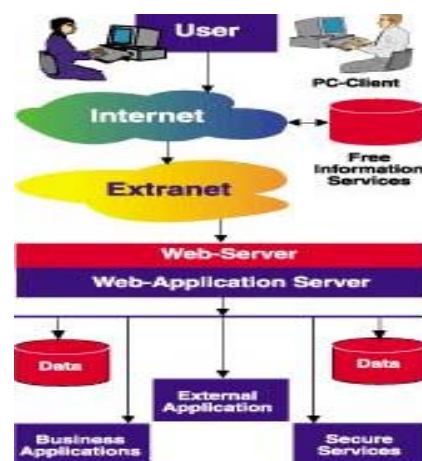 User
PC-Client
Internet
Free
Information
Services
Extranet
Web-Server
Web-Application Server
Data
Data
External
Application
Business
Applications
Secure
Services